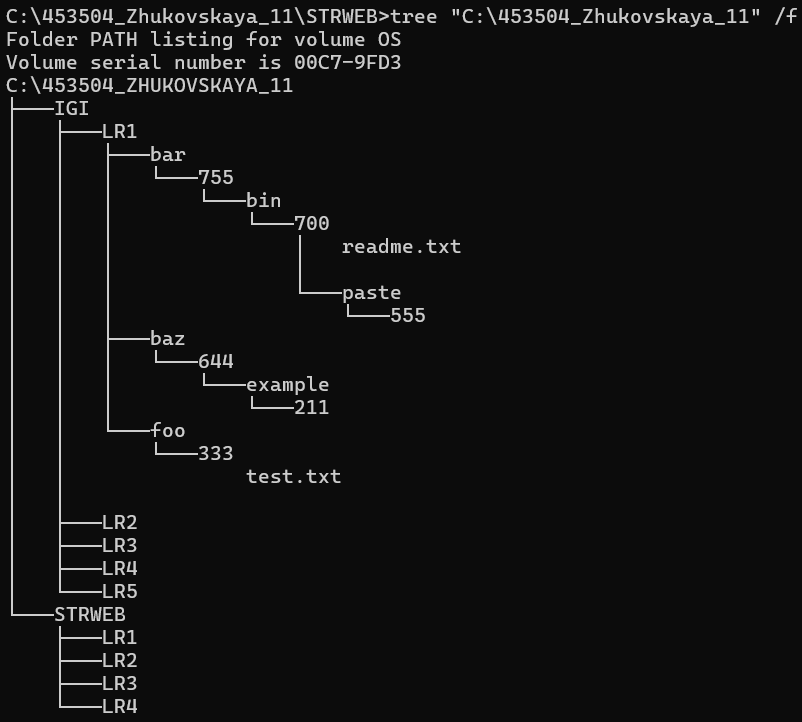 C:\453504_Zhukovskaya_11\STRWEB>tree "C:\453504_Zhukovskaya_11" /f
Folder PATH listing for volume OS
Volume serial number is 00C7-9FD3
C:\453504_ZHUKOVSKAYA_11
├───IGI
│   ├───LR1
│   │   ├───bar
│   │   │   └───755
│   │   │       └───bin
│   │   │           └───700
│   │   │               │   readme.txt
│   │   │               │
│   │   │               └───paste
│   │   │                   └───555
│   │   ├───baz
│   │   │   └───644
│   │   │       └───example
│   │   │           └───211
│   │   └───foo
│   │       └───333
│   │               test.txt
│   │
│   ├───LR2
│   ├───LR3
│   ├───LR4
│   └───LR5
└───STRWEB
    ├───LR1
    ├───LR2
    ├───LR3
    └───LR4